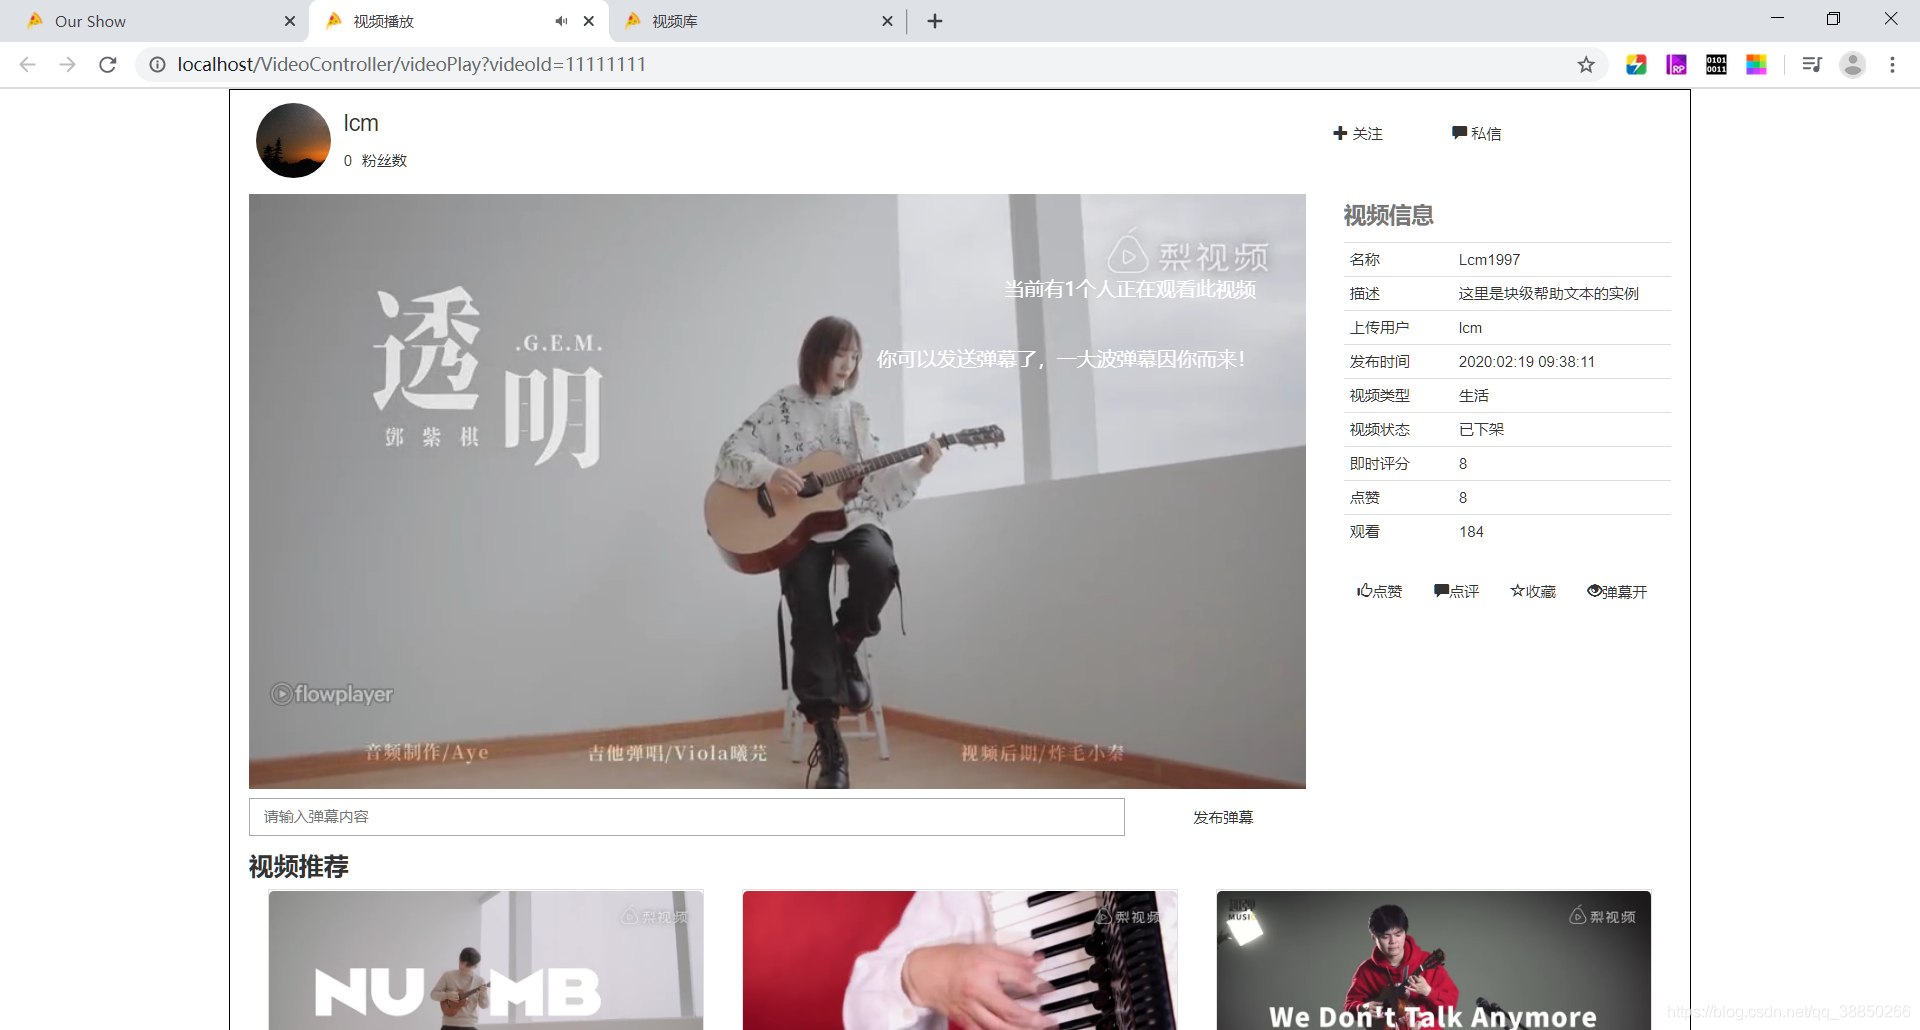 Our Show
视频播放
视频库
localhost/VideoController/videoPlay?videoId=11111111
RP
0101
0011
lcm
0 粉丝数
关注
私信
梨视频
当前有1个人正在观看此视频
你可以发送弹幕了，一大波弹幕因你而来！
透明
.G.E.M.
鄧紫棋
flowplayer
音频制作/Aye
吉他弹唱/Viola曦芫
视频后期/炸毛小秦
视频信息
名称 Lcm1997
描述 这里是块级帮助文本的实例
上传用户 lcm
发布时间 2020:02:19 09:38:11
视频类型 生活
视频状态 已下架
即时评分 8
点赞 8
观看 184
点赞
点评
收藏
弹幕开
请输入弹幕内容
发布弹幕
视频推荐
梨视频
NUMB
梨视频
MUSIC
梨视频
We Don't Talk Anymore
https://blog.csdn.net/qq_38850266